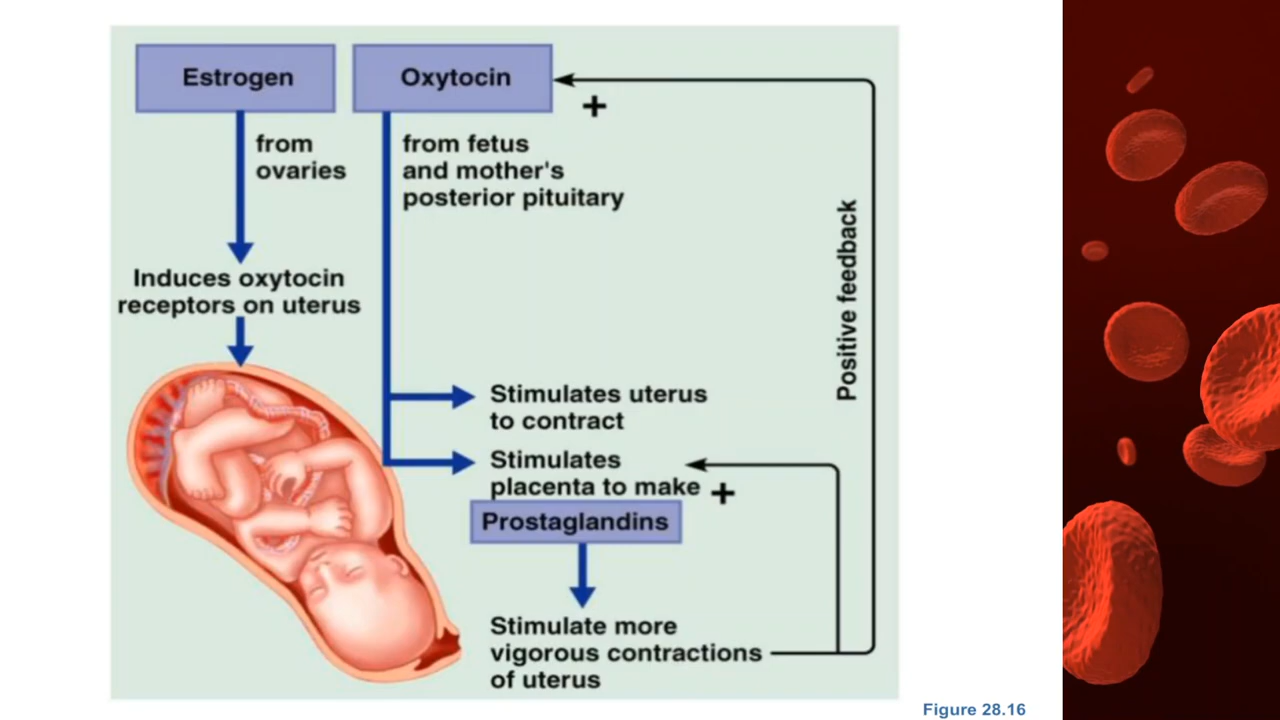 Estrogen
Oxytocin
+
from
ovaries
from fetus
and mother's
posterior pituitary
Induces oxytocin
receptors on uterus
Positive feedback
Stimulates uterus
to contract
Stimulates
placenta to make
+
Prostaglandins
Stimulate more
vigorous contractions
of uterus
Figure 28.16